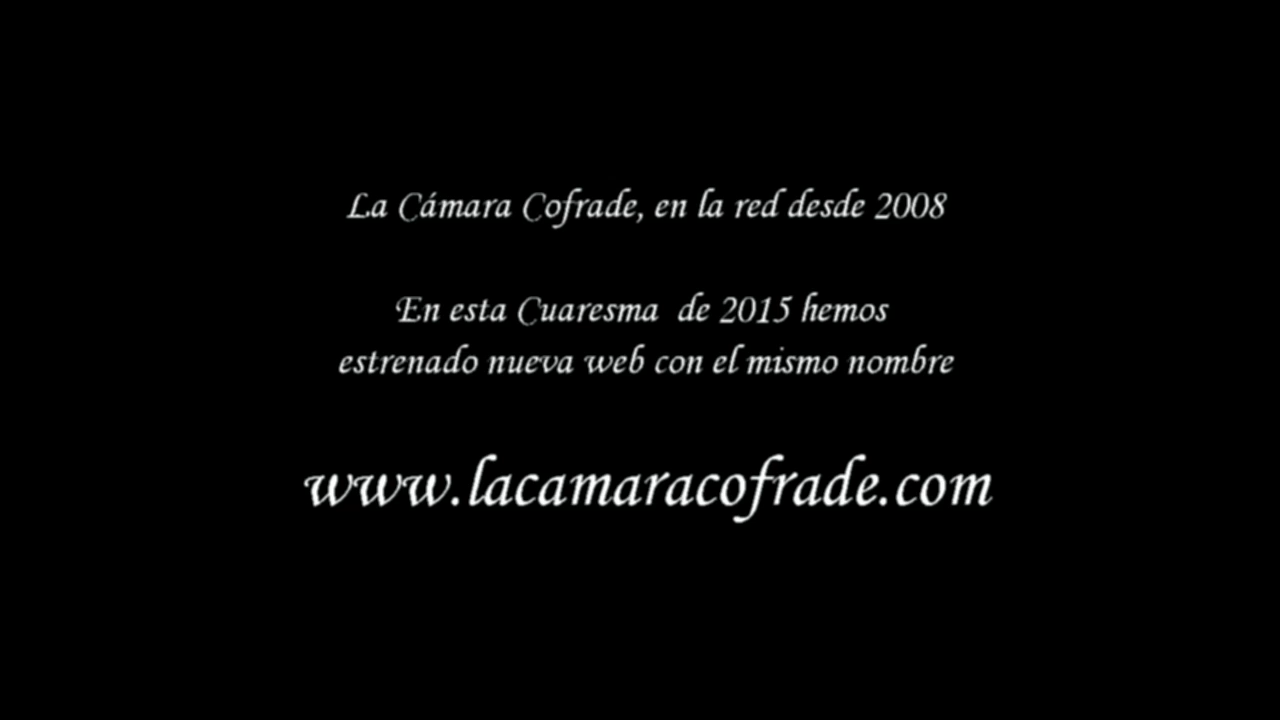 La Cámara Cofrade, en la red desde 2008
En esta Cuaresma de 2015 hemos
estrenado nueva web con el mismo nombre
www.lacamaracofrade.com